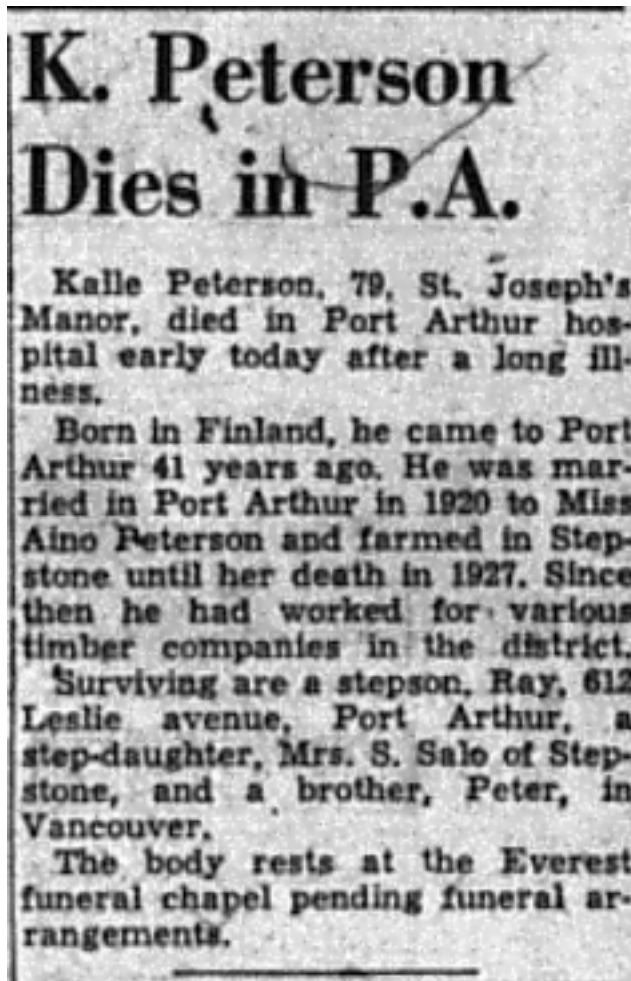 K. Peterson
Dies in P.A.
Kalle Peterson, 79, St. Joseph's
Manor, died in Port Arthur hos-
pital early today after a long ill-
ness.
Born in Finland, he came to Port
Arthur 41 years ago. He was mar-
ried in Port Arthur in 1920 to Miss
Aino Peterson and farmed in Step-
stone until her death in 1927. Since
then he had worked for various
timber companies in the district.
Surviving are a stepson, Ray, 612
Leslie avenue, Port Arthur, a
step-daughter, Mrs. S. Salo of Step-
stone, and a brother, Peter, in
Vancouver.
The body rests at the Everest
funeral chapel pending funeral ar-
rangements.